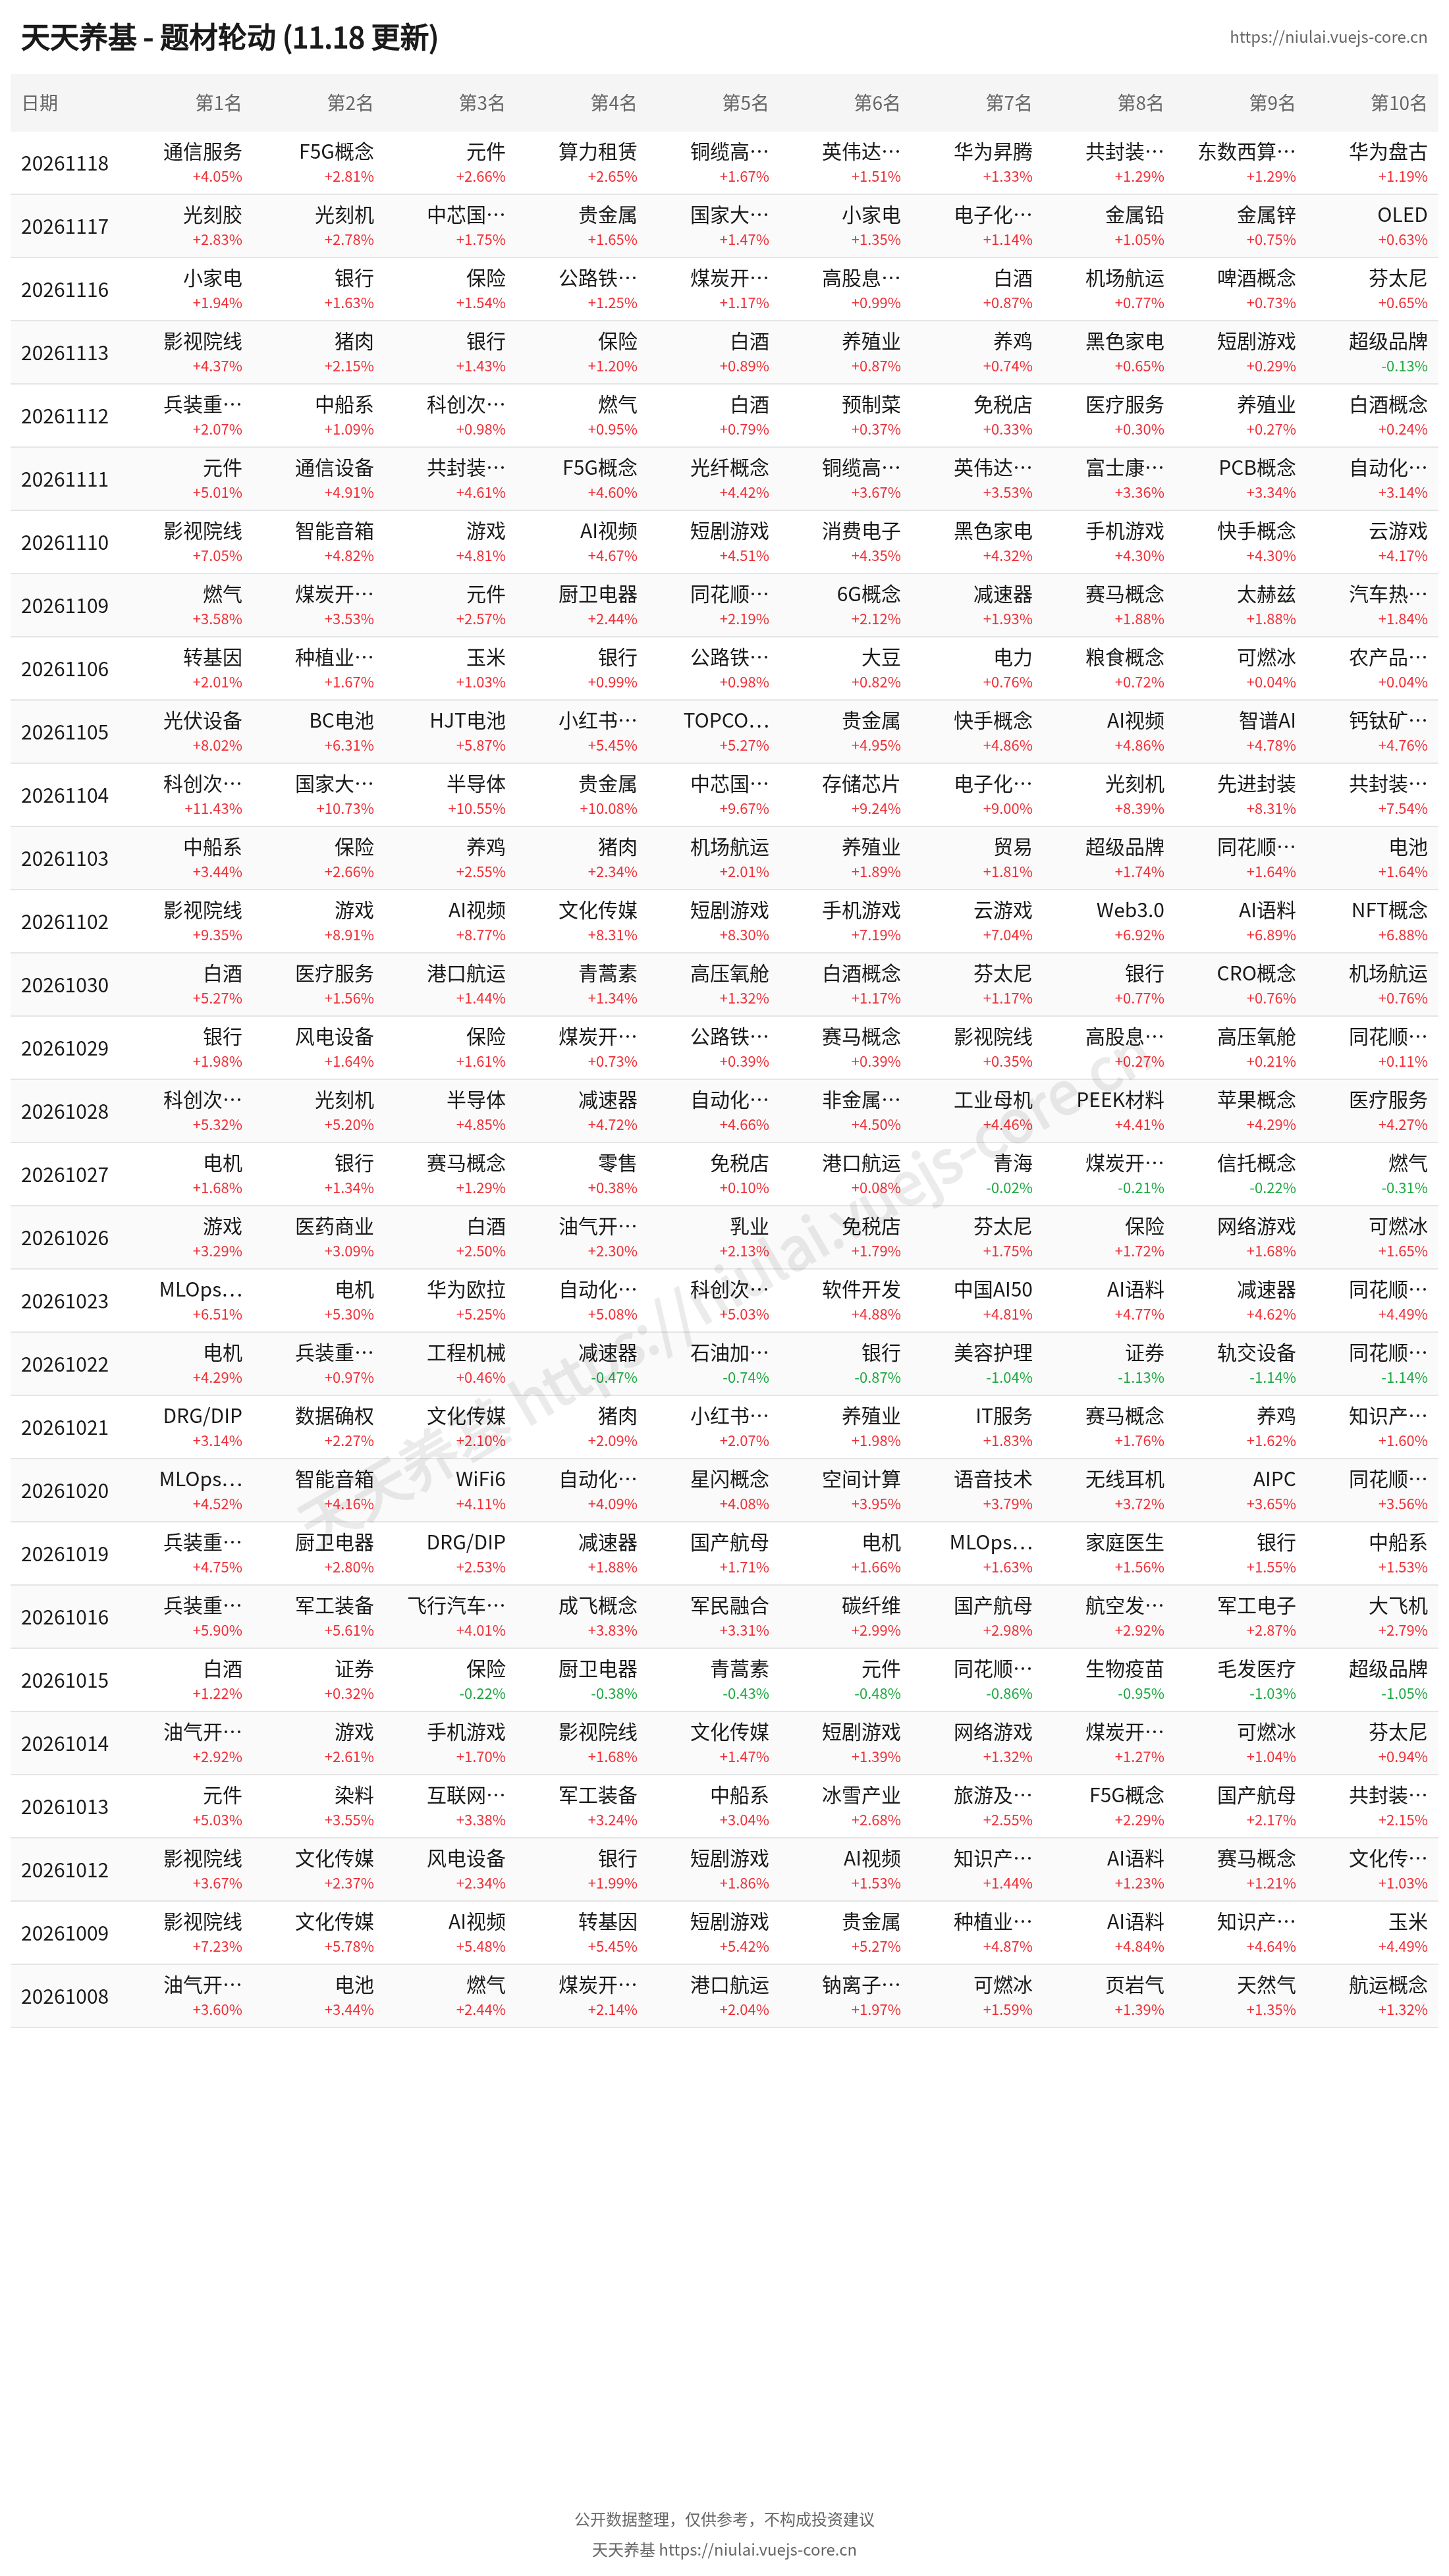 天天养基 - 题材轮动 (11.18 更新)
https://niulai.vuejs-core.cn
日期 第1名 第2名 第3名 第4名 第5名 第6名 第7名 第8名 第9名 第10名
20261118 通信服务 F5G概念 元件 算力租赁 铜缆高… 英伟达… 华为昇腾 共封装… 东数西算… 华为盘古
+4.05% +2.81% +2.66% +2.65% +1.67% +1.51% +1.33% +1.29% +1.29% +1.19%
20261117 光刻胶 光刻机 中芯国… 贵金属 国家大… 小家电 电子化… 金属铅 金属锌 OLED
+2.83% +2.78% +1.75% +1.65% +1.47% +1.35% +1.14% +1.05% +0.75% +0.63%
20261116 小家电 银行 保险 公路铁… 煤炭开… 高股息… 白酒 机场航运 啤酒概念 芬太尼
+1.94% +1.63% +1.54% +1.25% +1.17% +0.99% +0.87% +0.77% +0.73% +0.65%
20261113 影视院线 猪肉 银行 保险 白酒 养殖业 养鸡 黑色家电 短剧游戏 超级品牌
+4.37% +2.15% +1.43% +1.20% +0.89% +0.87% +0.74% +0.65% +0.29% -0.13%
20261112 兵装重… 中船系 科创次… 燃气 白酒 预制菜 免税店 医疗服务 养殖业 白酒概念
+2.07% +1.09% +0.98% +0.95% +0.79% +0.37% +0.33% +0.30% +0.27% +0.24%
20261111 元件 通信设备 共封装… F5G概念 光纤概念 铜缆高… 英伟达… 富士康… PCB概念 自动化…
+5.01% +4.91% +4.61% +4.60% +4.42% +3.67% +3.53% +3.36% +3.34% +3.14%
20261110 影视院线 智能音箱 游戏 AI视频 短剧游戏 消费电子 黑色家电 手机游戏 快手概念 云游戏
+7.05% +4.82% +4.81% +4.67% +4.51% +4.35% +4.32% +4.30% +4.30% +4.17%
20261109 燃气 煤炭开… 元件 厨卫电器 同花顺… 6G概念 减速器 赛马概念 太赫兹 汽车热…
+3.58% +3.53% +2.57% +2.44% +2.19% +2.12% +1.93% +1.88% +1.88% +1.84%
20261106 转基因 种植业… 玉米 银行 公路铁… 大豆 电力 粮食概念 可燃冰 农产品…
+2.01% +1.67% +1.03% +0.99% +0.98% +0.82% +0.76% +0.72% +0.04% +0.04%
20261105 光伏设备 BC电池 HJT电池 小红书… TOPCO… 贵金属 快手概念 AI视频 智谱AI 钙钛矿…
+8.02% +6.31% +5.87% +5.45% +5.27% +4.95% +4.86% +4.86% +4.78% +4.76%
20261104 科创次… 国家大… 半导体 贵金属 中芯国… 存储芯片 电子化… 光刻机 先进封装 共封装…
+11.43% +10.73% +10.55% +10.08% +9.67% +9.24% +9.00% +8.39% +8.31% +7.54%
20261103 中船系 保险 养鸡 猪肉 机场航运 养殖业 贸易 超级品牌 同花顺… 电池
+3.44% +2.66% +2.55% +2.34% +2.01% +1.89% +1.81% +1.74% +1.64% +1.64%
20261102 影视院线 游戏 AI视频 文化传媒 短剧游戏 手机游戏 云游戏 Web3.0 AI语料 NFT概念
+9.35% +8.91% +8.77% +8.31% +8.30% +7.19% +7.04% +6.92% +6.89% +6.88%
20261030 白酒 医疗服务 港口航运 青蒿素 高压氧舱 白酒概念 芬太尼 银行 CRO概念 机场航运
+5.27% +1.56% +1.44% +1.34% +1.32% +1.17% +1.17% +0.77% +0.76% +0.76%
20261029 银行 风电设备 保险 煤炭开… 公路铁… 赛马概念 影视院线 高股息… 高压氧舱 同花顺…
+1.98% +1.64% +1.61% +0.73% +0.39% +0.39% +0.35% +0.27% +0.21% +0.11%
20261028 科创次… 光刻机 半导体 减速器 自动化… 非金属… 工业母机 PEEK材料 苹果概念 医疗服务
+5.32% +5.20% +4.85% +4.72% +4.66% +4.50% +4.46% +4.41% +4.29% +4.27%
20261027 电机 银行 赛马概念 零售 免税店 港口航运 青海 煤炭开… 信托概念 燃气
+1.68% +1.34% +1.29% +0.38% +0.10% +0.08% -0.02% -0.21% -0.22% -0.31%
20261026 游戏 医药商业 白酒 油气开… 乳业 免税店 芬太尼 保险 网络游戏 可燃冰
+3.29% +3.09% +2.50% +2.30% +2.13% +1.79% +1.75% +1.72% +1.68% +1.65%
20261023 MLOps… 电机 华为欧拉 自动化… 科创次… 软件开发 中国AI50 AI语料 减速器 同花顺…
+6.51% +5.30% +5.25% +5.08% +5.03% +4.88% +4.81% +4.77% +4.62% +4.49%
20261022 电机 兵装重… 工程机械 减速器 石油加… 银行 美容护理 证券 轨交设备 同花顺…
+4.29% +0.97% +0.46% -0.47% -0.74% -0.87% -1.04% -1.13% -1.14% -1.14%
20261021 DRG/DIP 数据确权 文化传媒 猪肉 小红书… 养殖业 IT服务 赛马概念 养鸡 知识产…
+3.14% +2.27% +2.10% +2.09% +2.07% +1.98% +1.83% +1.76% +1.62% +1.60%
20261020 MLOps… 智能音箱 WiFi6 自动化… 星闪概念 空间计算 语音技术 无线耳机 AIPC 同花顺…
+4.52% +4.16% +4.11% +4.09% +4.08% +3.95% +3.79% +3.72% +3.65% +3.56%
20261019 兵装重… 厨卫电器 DRG/DIP 减速器 国产航母 电机 MLOps… 家庭医生 银行 中船系
+4.75% +2.80% +2.53% +1.88% +1.71% +1.66% +1.63% +1.56% +1.55% +1.53%
20261016 兵装重… 军工装备 飞行汽车… 成飞概念 军民融合 碳纤维 国产航母 航空发… 军工电子 大飞机
+5.90% +5.61% +4.01% +3.83% +3.31% +2.99% +2.98% +2.92% +2.87% +2.79%
20261015 白酒 证券 保险 厨卫电器 青蒿素 元件 同花顺… 生物疫苗 毛发医疗 超级品牌
+1.22% +0.32% -0.22% -0.38% -0.43% -0.48% -0.86% -0.95% -1.03% -1.05%
20261014 油气开… 游戏 手机游戏 影视院线 文化传媒 短剧游戏 网络游戏 煤炭开… 可燃冰 芬太尼
+2.92% +2.61% +1.70% +1.68% +1.47% +1.39% +1.32% +1.27% +1.04% +0.94%
20261013 元件 染料 互联网… 军工装备 中船系 冰雪产业 旅游及… F5G概念 国产航母 共封装…
+5.03% +3.55% +3.38% +3.24% +3.04% +2.68% +2.55% +2.29% +2.17% +2.15%
20261012 影视院线 文化传媒 风电设备 银行 短剧游戏 AI视频 知识产… AI语料 赛马概念 文化传…
+3.67% +2.37% +2.34% +1.99% +1.86% +1.53% +1.44% +1.23% +1.21% +1.03%
20261009 影视院线 文化传媒 AI视频 转基因 短剧游戏 贵金属 种植业… AI语料 知识产… 玉米
+7.23% +5.78% +5.48% +5.45% +5.42% +5.27% +4.87% +4.84% +4.64% +4.49%
20261008 油气开… 电池 燃气 煤炭开… 港口航运 钠离子… 可燃冰 页岩气 天然气 航运概念
+3.60% +3.44% +2.44% +2.14% +2.04% +1.97% +1.59% +1.39% +1.35% +1.32%
天天养基 https://niulai.vuejs-core.cn
公开数据整理，仅供参考，不构成投资建议
天天养基 https://niulai.vuejs-core.cn